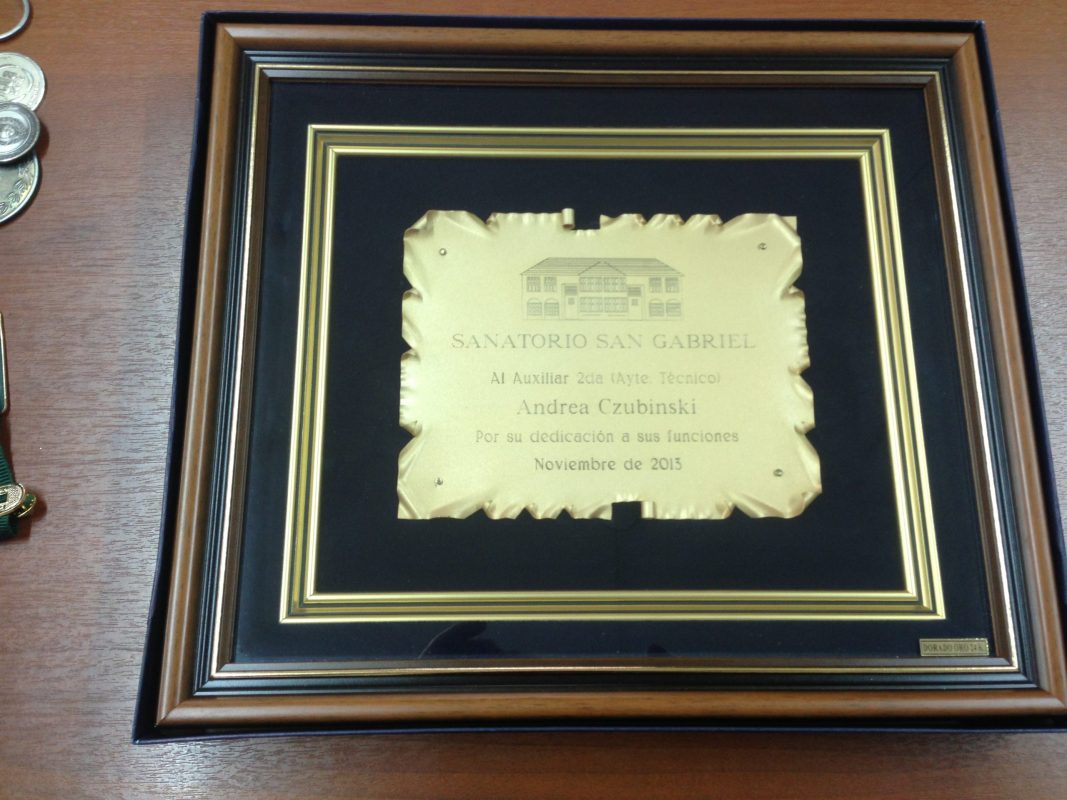 SANATORIO SAN GABRIEL
Al Auxiliar 2da (Ayte. Técnico)
Andrea Czubinski
Por su dedicación a sus funciones
Noviembre de 2013
DORADO ORO 24 K